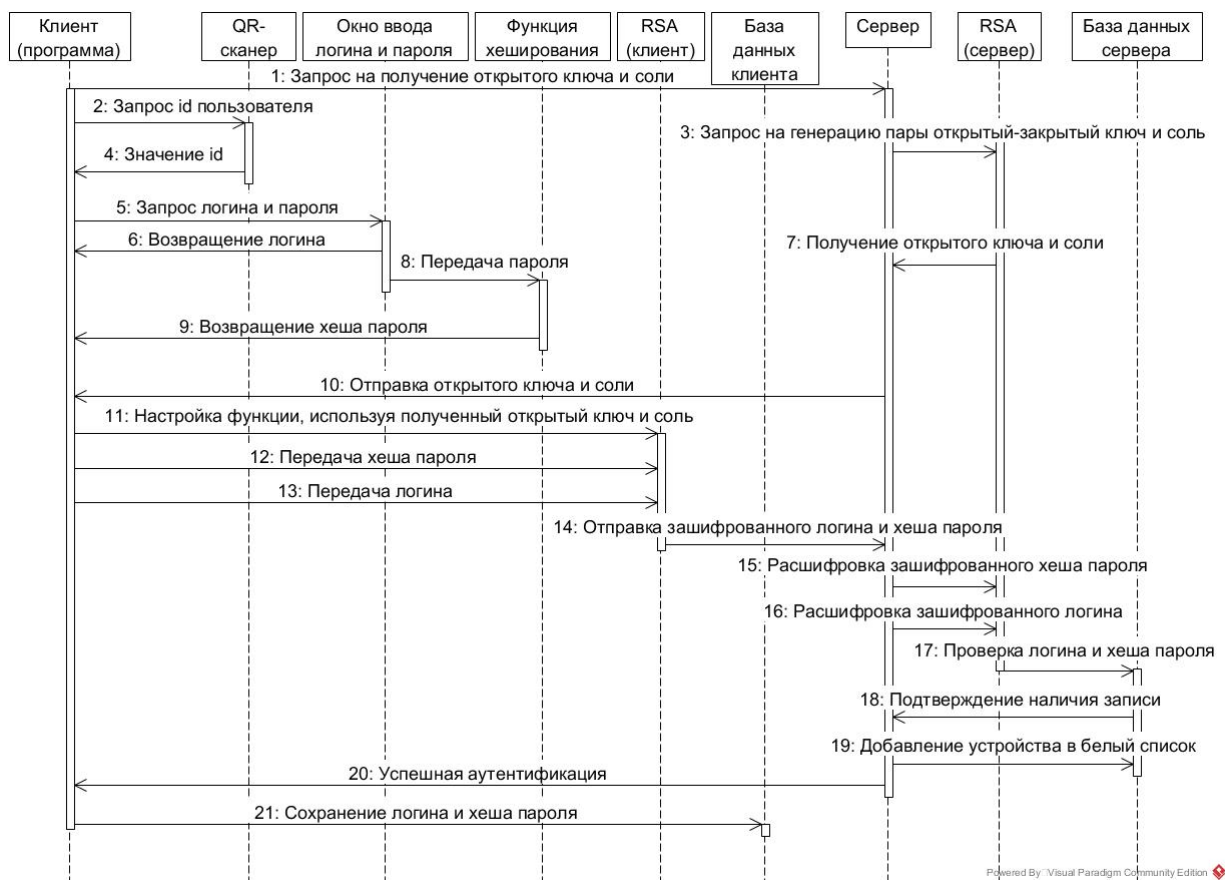 Клиент
(программа)
QR-
сканер
Окно ввода
логина и пароля
Функция
хеширования
RSA
(клиент)
База
данных
клиента
Сервер
RSA
(сервер)
База данных
сервера
1: Запрос на получение открытого ключа и соли
2: Запрос id пользователя
3: Запрос на генерацию пары открытый-закрытый ключ и соль
4: Значение id
5: Запрос логина и пароля
6: Возвращение логина
7: Получение открытого ключа и соли
8: Передача пароля
9: Возвращение хеша пароля
10: Отправка открытого ключа и соли
11: Настройка функции, используя полученный открытый ключ и соль
12: Передача хеша пароля
13: Передача логина
14: Отправка зашифрованного логина и хеша пароля
15: Расшифровка зашифрованного хеша пароля
16: Расшифровка зашифрованного логина
17: Проверка логина и хеша пароля
18: Подтверждение наличия записи
19: Добавление устройства в белый список
20: Успешная аутентификация
21: Сохранение логина и хеша пароля
Powered By Visual Paradigm Community Edition